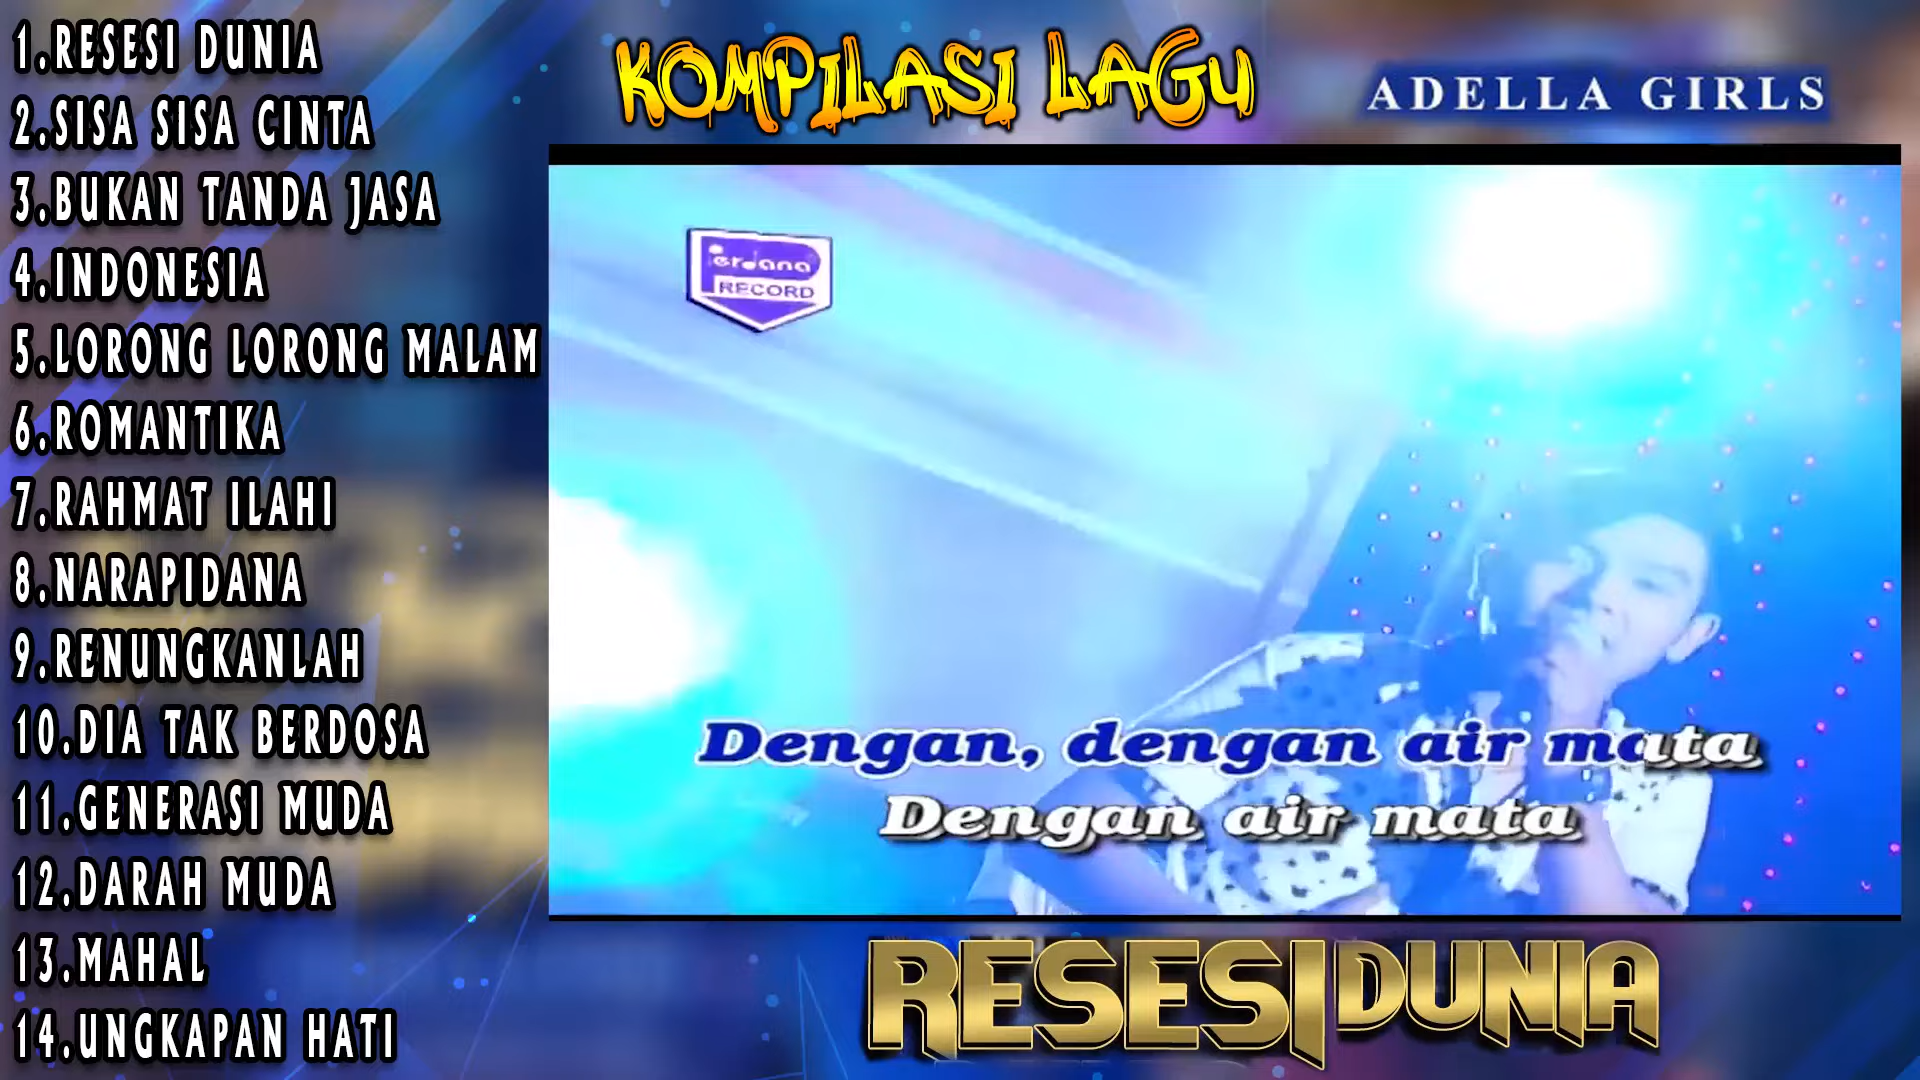 1.RESESI DUNIA
2.SISA SISA CINTA
3.BUKAN TANDA JASA
4.INDONESIA
5.LORONG LORONG MALAM
6.ROMANTIKA
7.RAHMAT ILAHI
8.NARAPIDANA
9.RENUNGKANLAH
10.DIA TAK BERDOSA
11.GENERASI MUDA
12.DARAH MUDA
13.MAHAL
14.UNGKAPAN HATI
KOMPILASI LAGU
ADELLA GIRLS
Perdana
RECORD
Dengan, dengan air mata
Dengan air mata
RESESI DUNIA